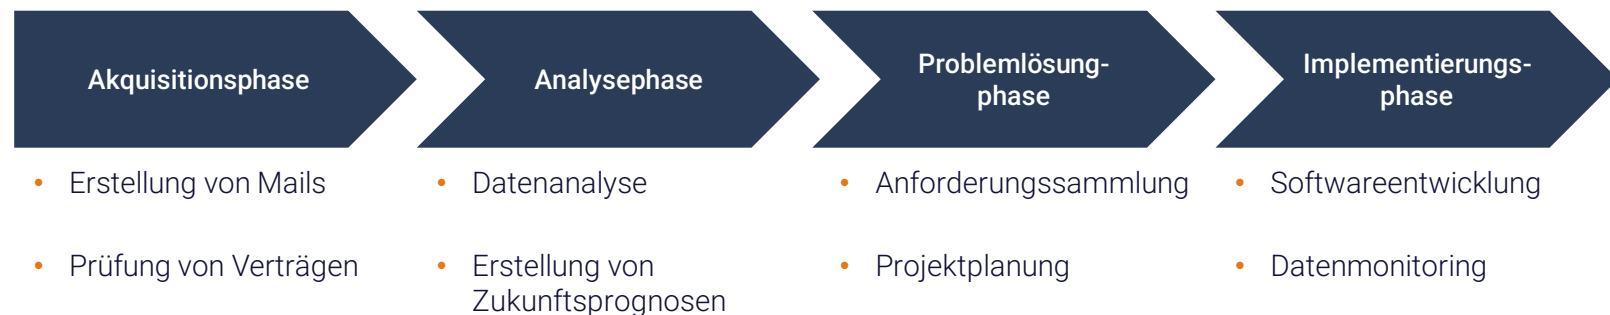 Akquisitionsphase
Analysephase
Problemlösung-
phase
Implementierungs-
phase
• Erstellung von Mails
• Prüfung von Verträgen
• Datenanalyse
• Erstellung von
Zukunftsprognosen
• Anforderungssammlung
• Projektplanung
• Softwareentwicklung
• Datenmonitoring